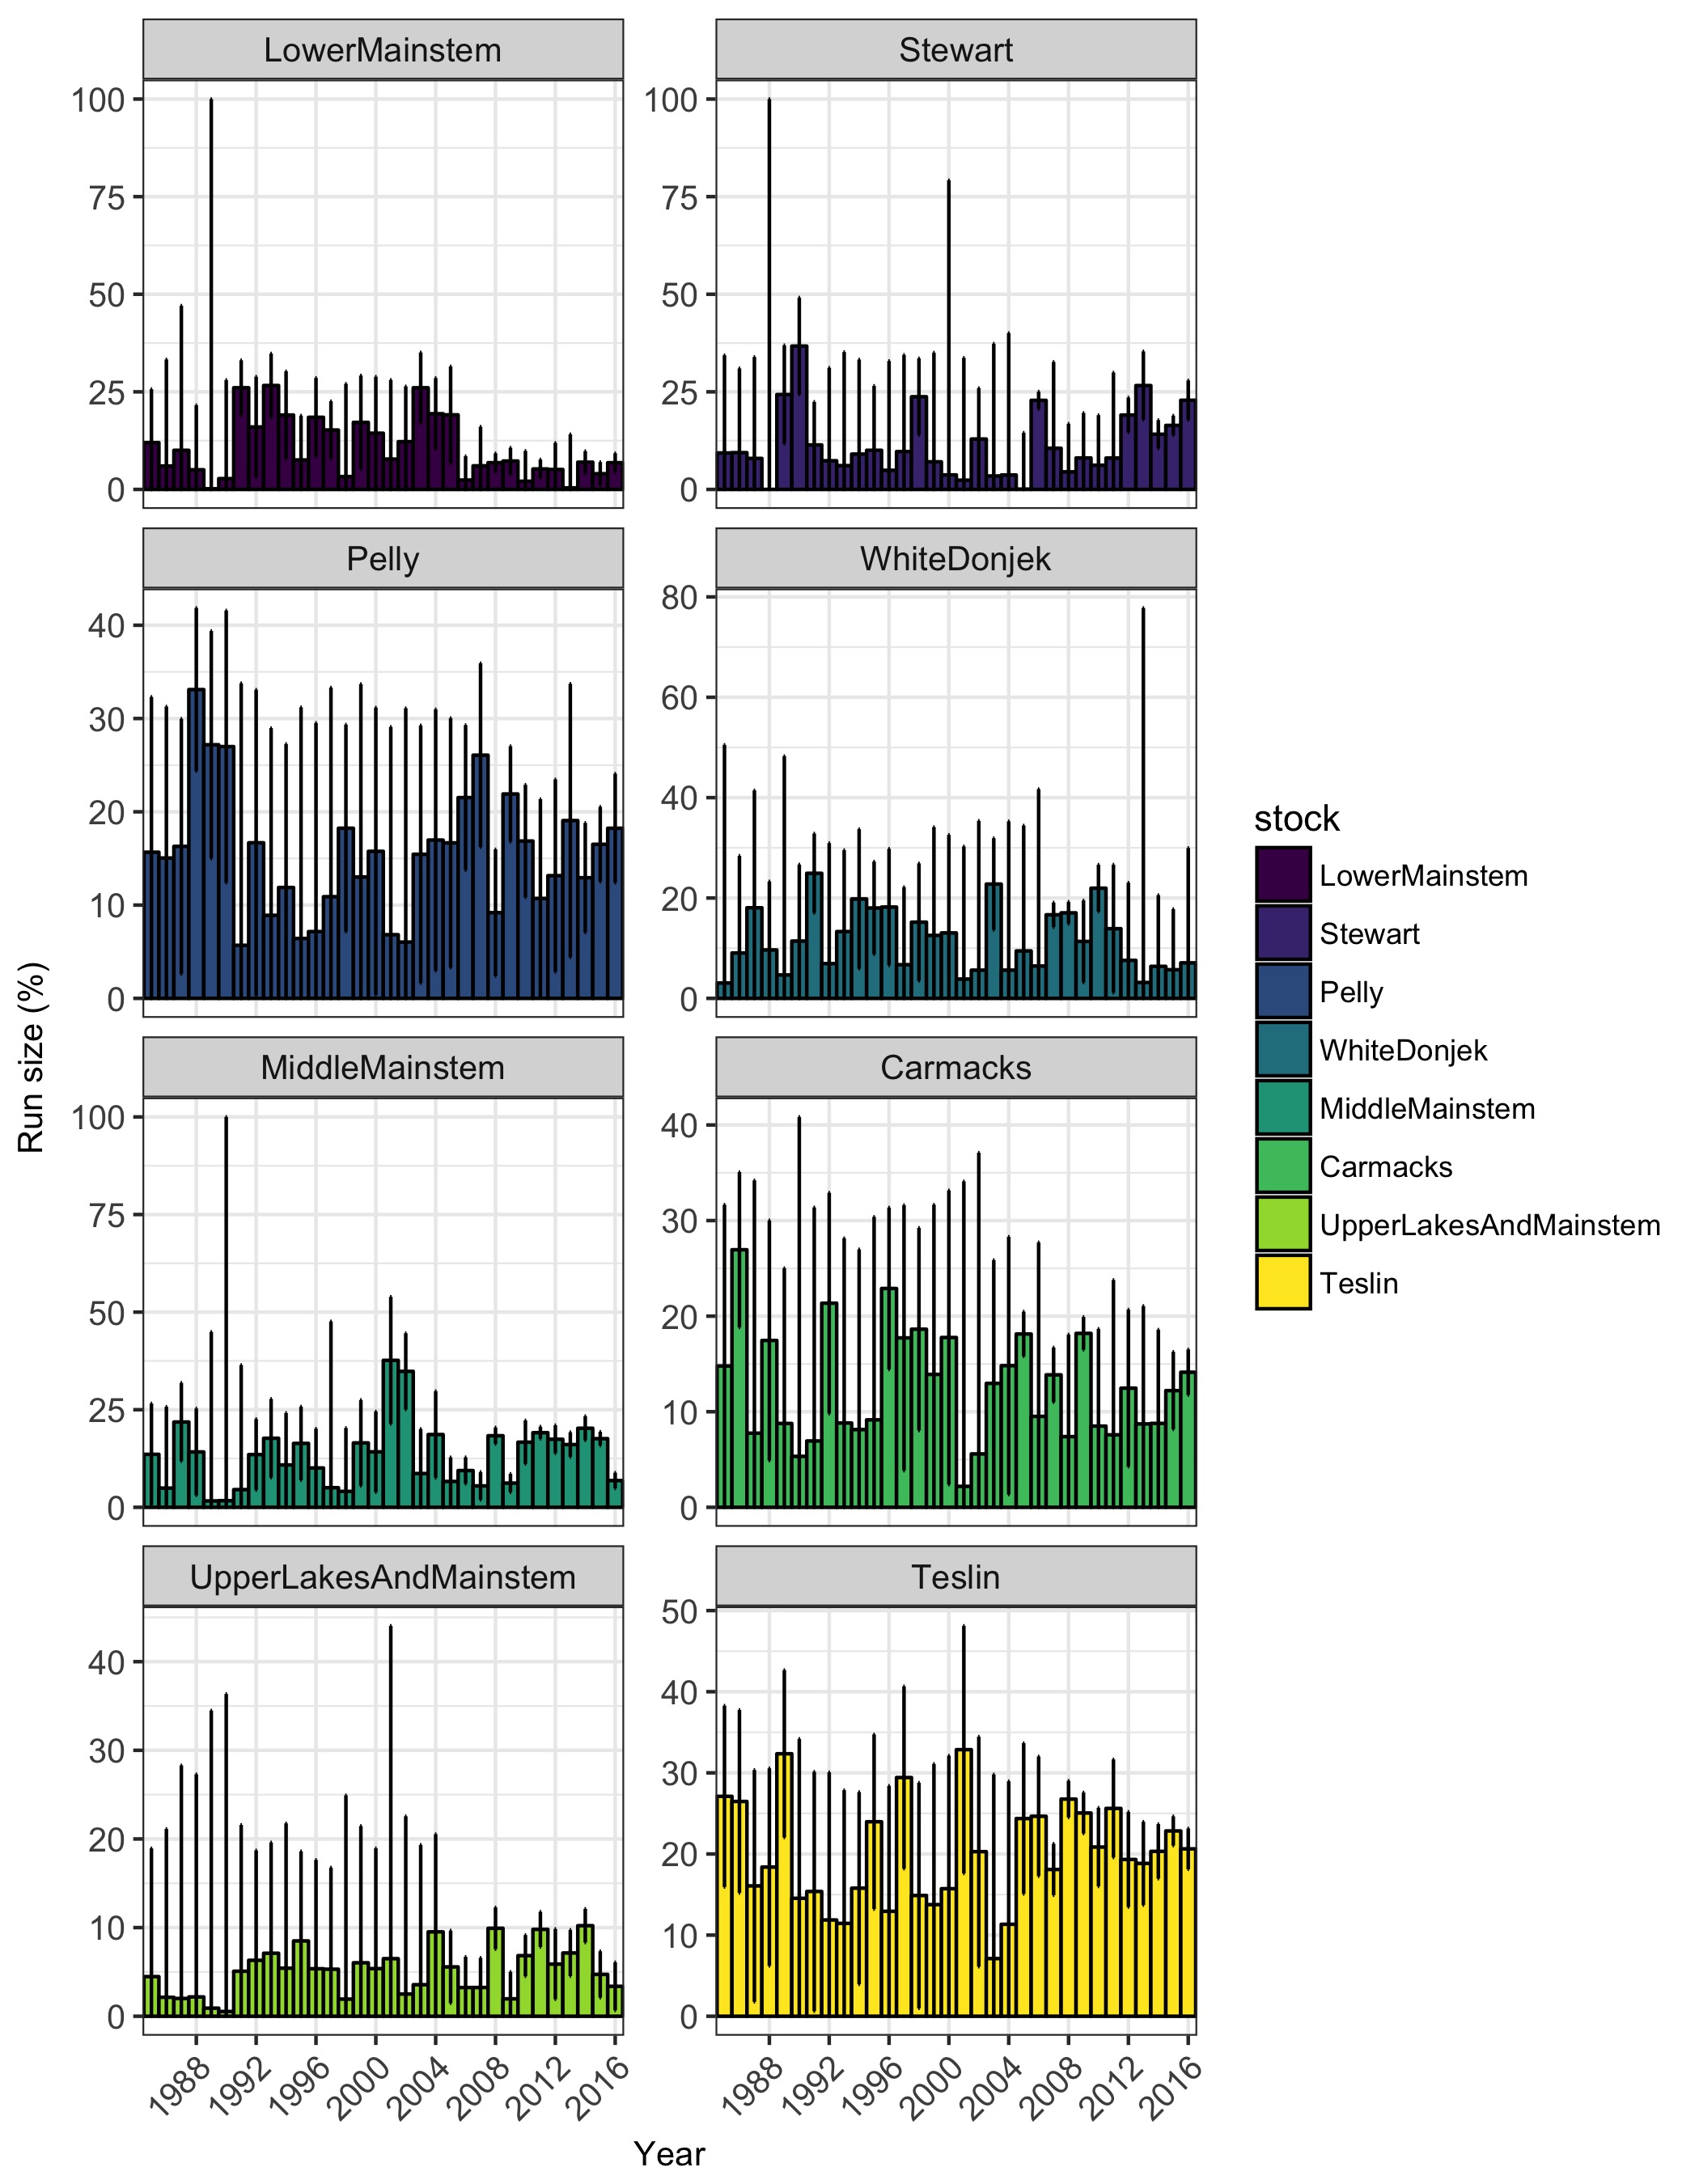 LowerMainstem
Stewart
100
75
50
25
0
100
75
50
25
0
Pelly
WhiteDonjek
40
30
20
10
0
80
60
40
20
0
MiddleMainstem
Carmacks
100
75
50
25
0
40
30
20
10
0
UpperLakesAndMainstem
Teslin
40
30
20
10
0
50
40
30
20
10
0
1988 1992 1996 2000 2004 2008 2012 2016
1988 1992 1996 2000 2004 2008 2012 2016
Year
Run size (%)
stock
LowerMainstem
Stewart
Pelly
WhiteDonjek
MiddleMainstem
Carmacks
UpperLakesAndMainstem
Teslin